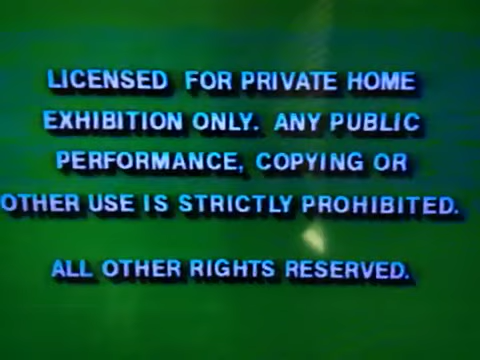 LICENSED FOR PRIVATE HOME
EXHIBITION ONLY. ANY PUBLIC
PERFORMANCE, COPYING OR
OTHER USE IS STRICTLY PROHIBITED.
ALL OTHER RIGHTS RESERVED.